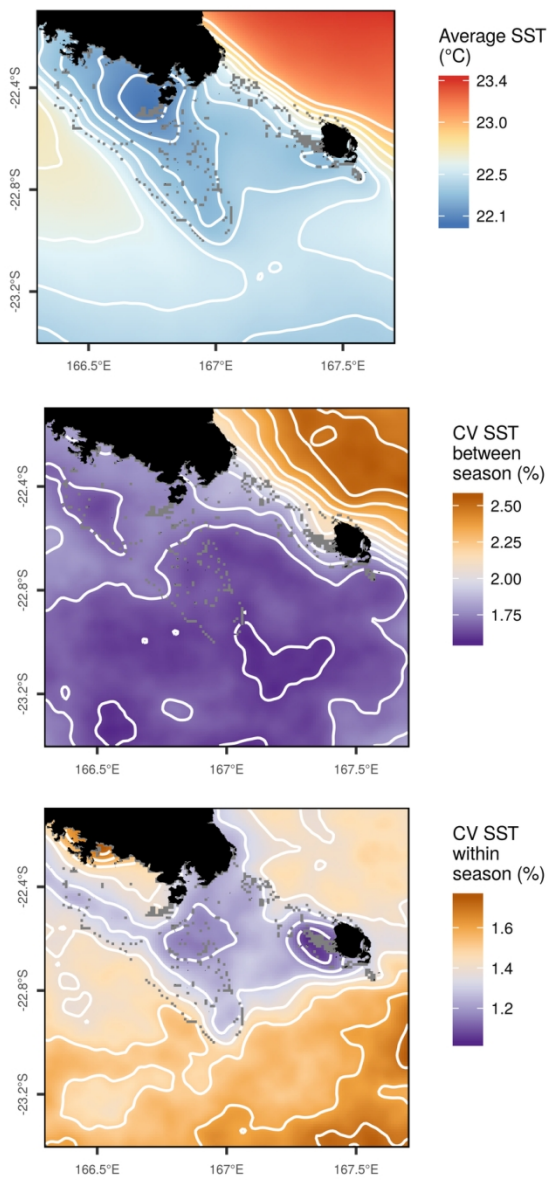 Average SST
(°C)
23.4
23.0
22.5
22.1
-22.4°S
-22.8°S
-23.2°S
166.5°E
167°E
167.5°E
CV SST
between
season (%)
2.50
2.25
2.00
1.75
-22.4°S
-22.8°S
-23.2°S
166.5°E
167°E
167.5°E
CV SST
within
season (%)
1.6
1.4
1.2
-22.4°S
-22.8°S
-23.2°S
166.5°E
167°E
167.5°E